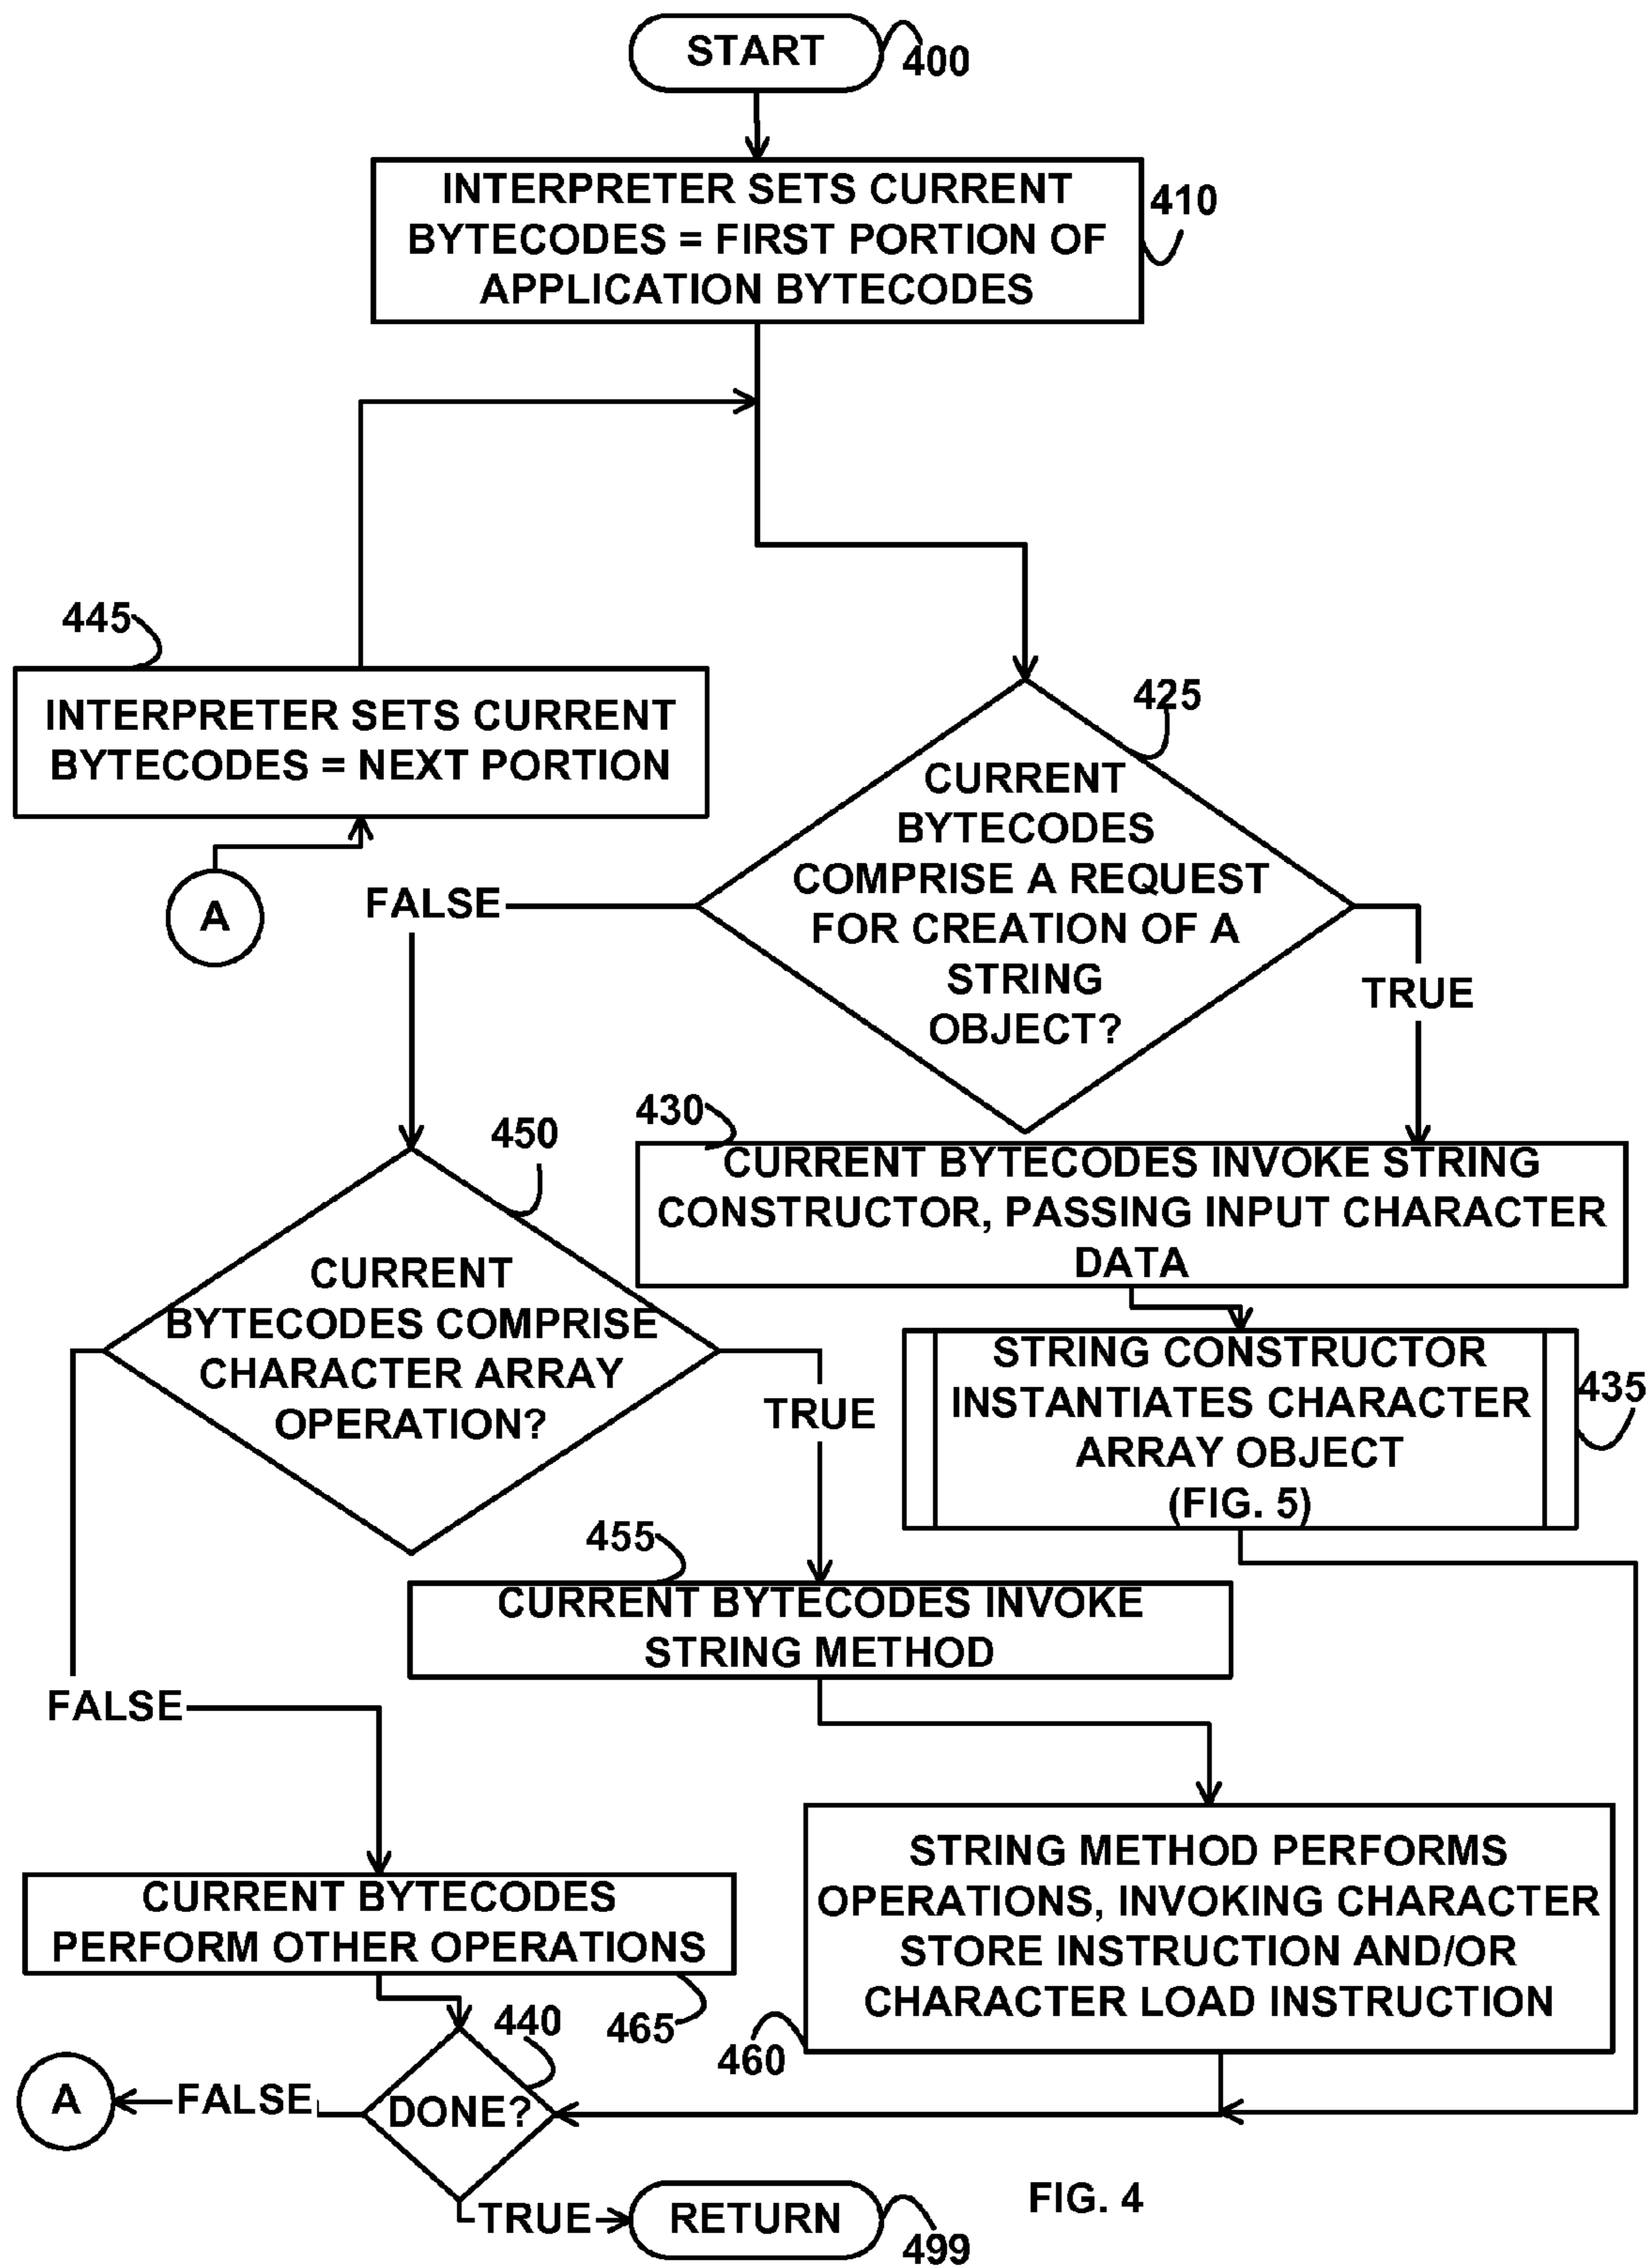 START
400
INTERPRETER SETS CURRENT
BYTECODES = FIRST PORTION OF
APPLICATION BYTECODES
410
445
INTERPRETER SETS CURRENT
BYTECODES = NEXT PORTION
A
425
CURRENT
BYTECODES
COMPRISE A REQUEST
FOR CREATION OF A
STRING
OBJECT?
FALSE
TRUE
430
CURRENT BYTECODES INVOKE STRING
CONSTRUCTOR, PASSING INPUT CHARACTER
DATA
450
CURRENT
BYTECODES COMPRISE
CHARACTER ARRAY
OPERATION?
TRUE
STRING CONSTRUCTOR
INSTANTIATES CHARACTER
ARRAY OBJECT
(FIG. 5)
435
455
CURRENT BYTECODES INVOKE
STRING METHOD
FALSE
STRING METHOD PERFORMS
OPERATIONS, INVOKING CHARACTER
STORE INSTRUCTION AND/OR
CHARACTER LOAD INSTRUCTION
460
CURRENT BYTECODES
PERFORM OTHER OPERATIONS
465
440
DONE?
FALSE
A
TRUE
RETURN
499
FIG. 4